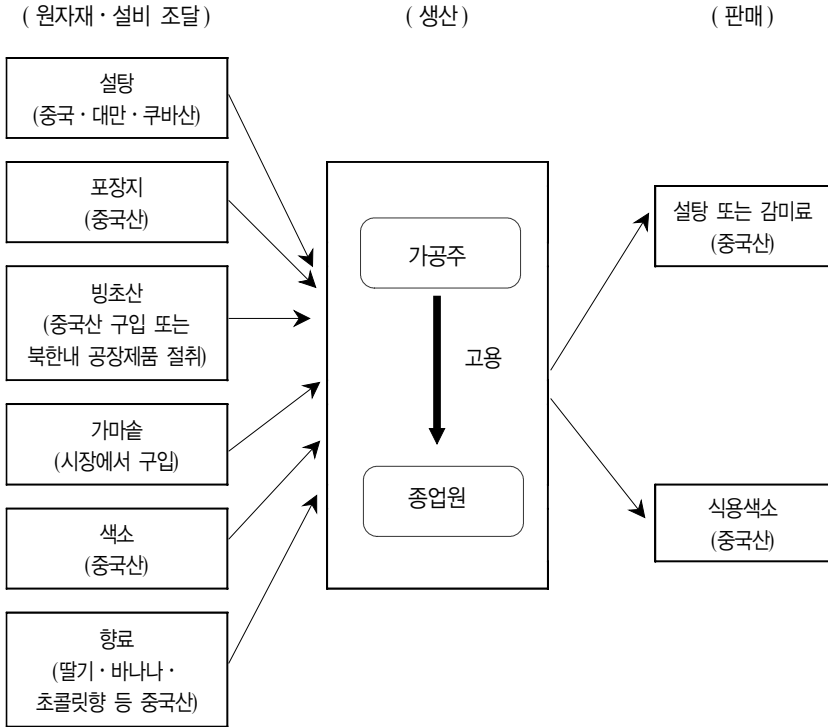 ( 원자재 · 설비 조달 )
( 생산 )
( 판매 )
설탕
(중국 · 대만 · 쿠바산)
포장지
(중국산)
빙초산
(중국산 구입 또는
북한내 공장제품 절취)
가마솥
(시장에서 구입)
색소
(중국산)
향료
(딸기 · 바나나 ·
초콜릿향 등 중국산)
가공주
고용
종업원
설탕 또는 감미료
(중국산)
식용색소
(중국산)